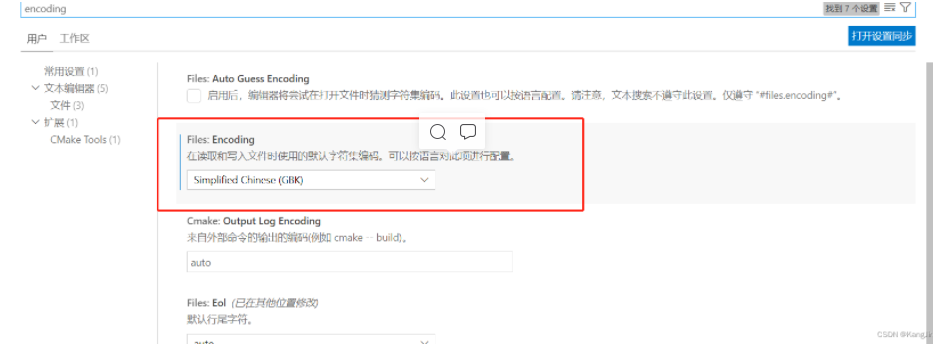 encoding
找到 7 个设置
用户 工作区
打开设置同步
常用设置 (1)
文本编辑器 (5)
文件 (3)
扩展 (1)
CMake Tools (1)
Files: Auto Guess Encoding
启用后，编辑器将尝试在打开文件时猜测字符集编码。此设置也可以按语言配置。请注意，文本搜索不遵守此设置。仅遵守 "#files.encoding#"。
Files: Encoding
在读取和写入文件时使用的默认字符集编码。可以按语言对此项进行配置。
Simplified Chinese (GBK)
Cmake: Output Log Encoding
来自外部命令的输出的编码(例如 cmake -- build)。
auto
Files: Eol (已在其他位置修改)
默认行尾字符。
auto